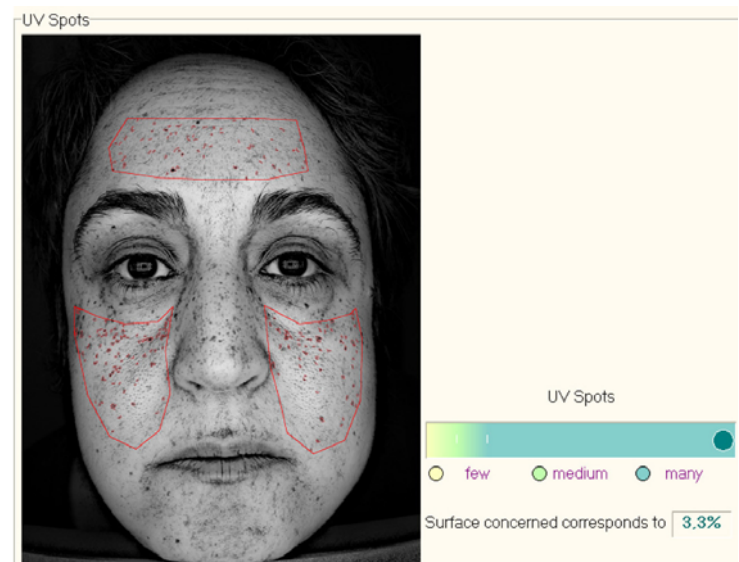 UV Spots
UV Spots
few medium many
Surface concerned corresponds to 3,3%